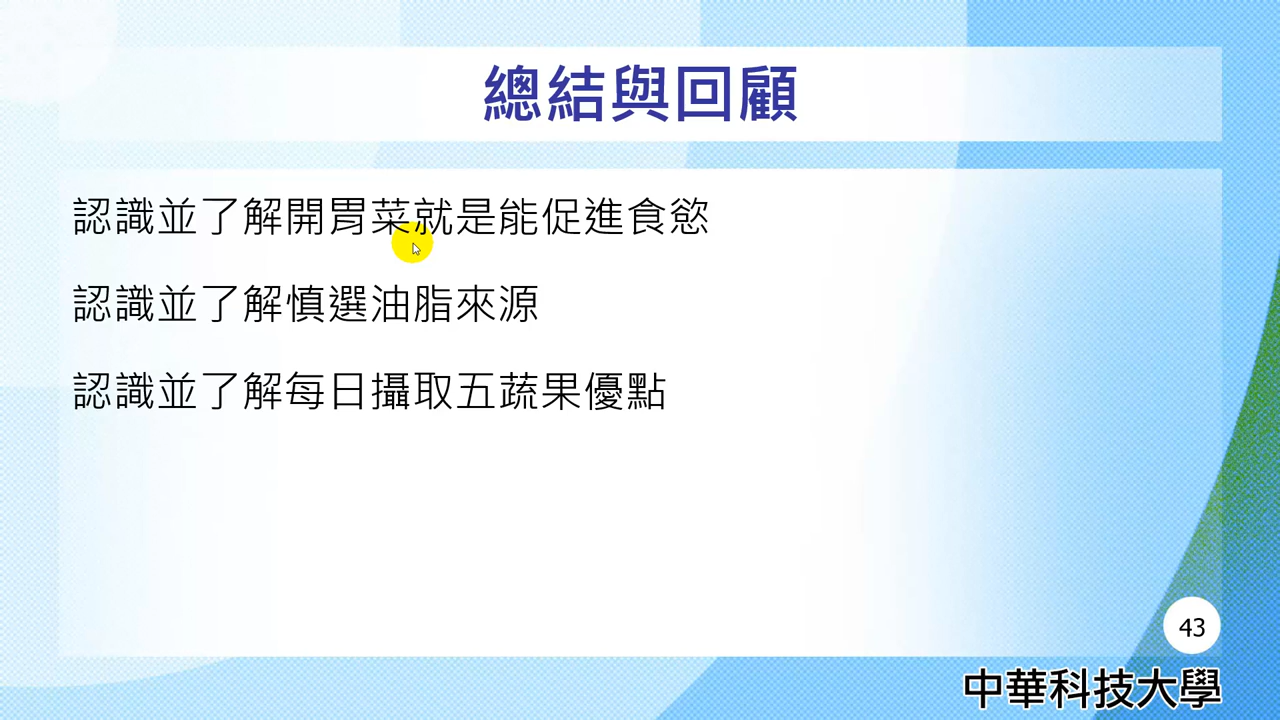 總結與回顧
認識並了解開胃菜就是能促進食慾
認識並了解慎選油脂來源
認識並了解每日攝取五蔬果優點
43
中華科技大學